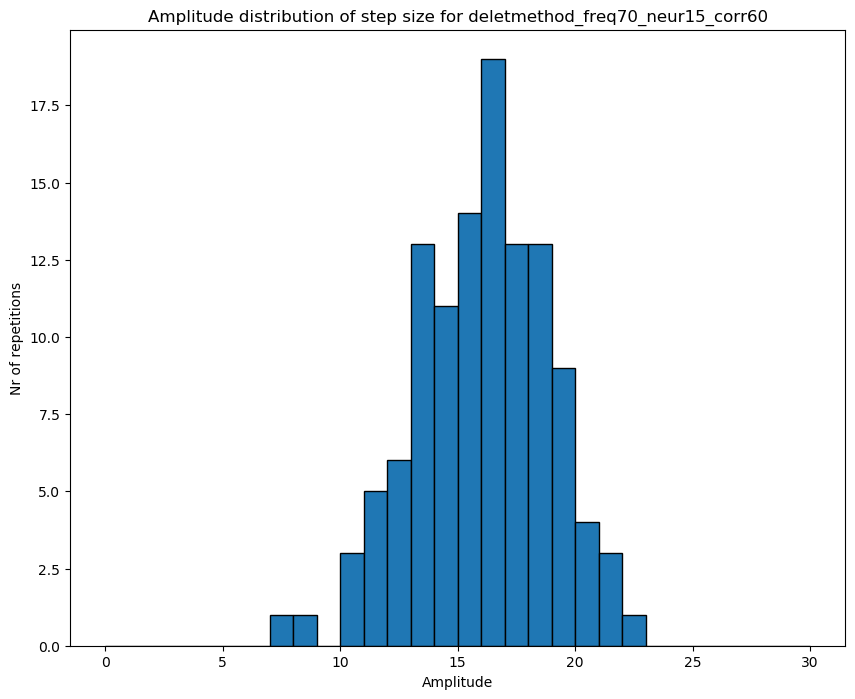 Amplitude distribution of step size for deletmethod_freq70_neur15_corr60
Nr of repetitions
17.5
15.0
12.5
10.0
7.5
5.0
2.5
0.0
0 5 10 15 20 25 30
Amplitude